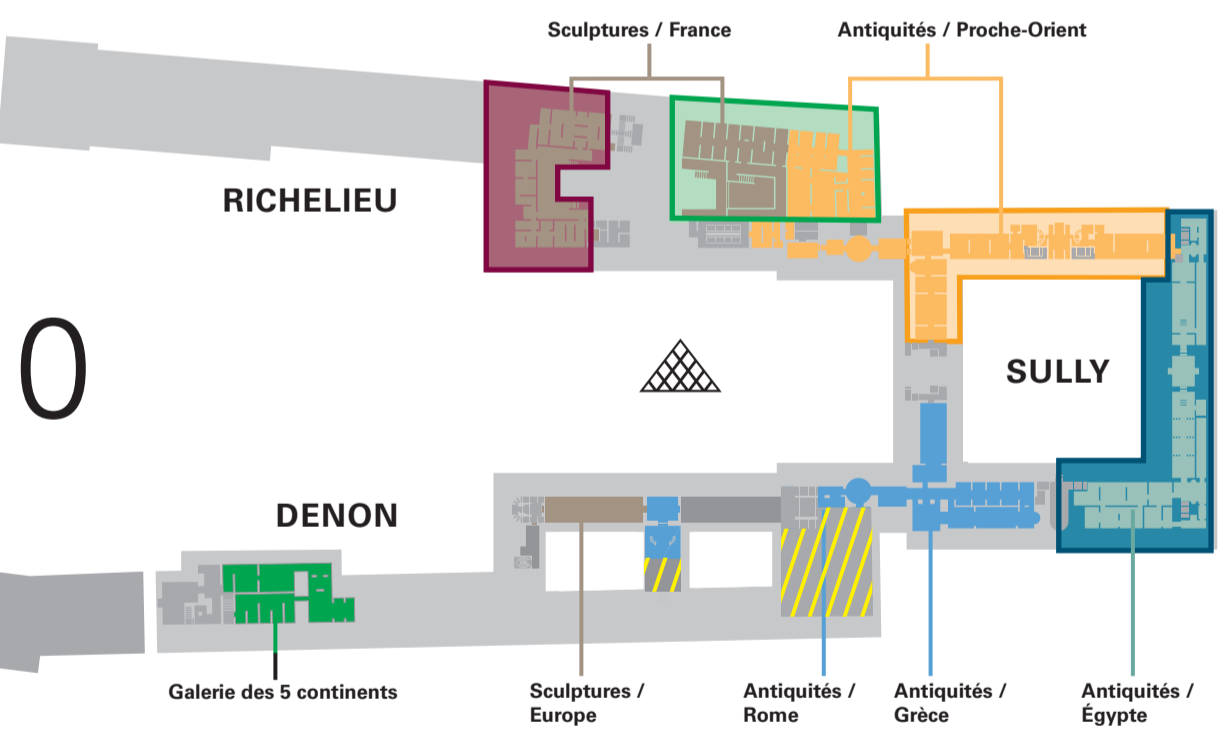 Sculptures / France
Antiquités / Proche-Orient
RICHELIEU
0
SULLY
DENON
Galerie des 5 continents
Sculptures /
Europe
Antiquités /
Rome
Antiquités /
Grèce
Antiquités /
Égypte